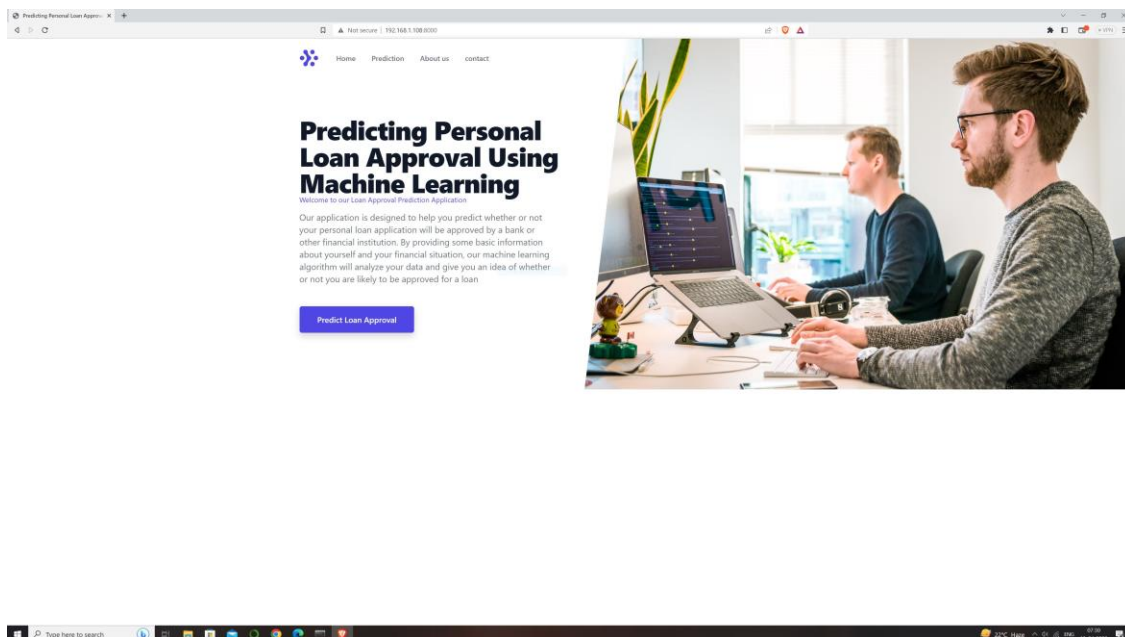 Predicting Personal Loan Approv
Not secure | 192.168.1.108:8000
VPN
Home Prediction About us contact
Predicting Personal
Loan Approval Using
Machine Learning
Welcome to our Loan Approval Prediction Application
Our application is designed to help you predict whether or not
your personal loan application will be approved by a bank or
other financial institution. By providing some basic information
about yourself and your financial situation, our machine learning
algorithm will analyze your data and give you an idea of whether
or not you are likely to be approved for a loan
Predict Loan Approval
Type here to search
22°C Haze
ENG
07:39